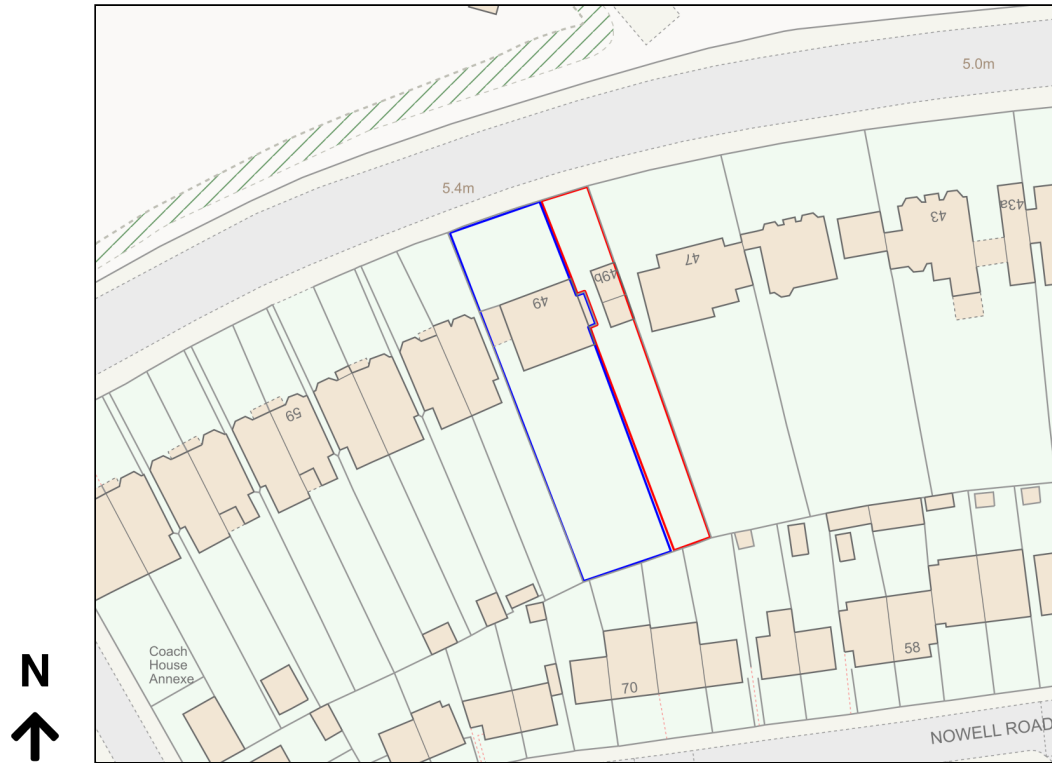 5.0m
5.4m
43a
43
47
49b
49
59
Coach
House
Annexe
N
58
70
NOWELL ROAD